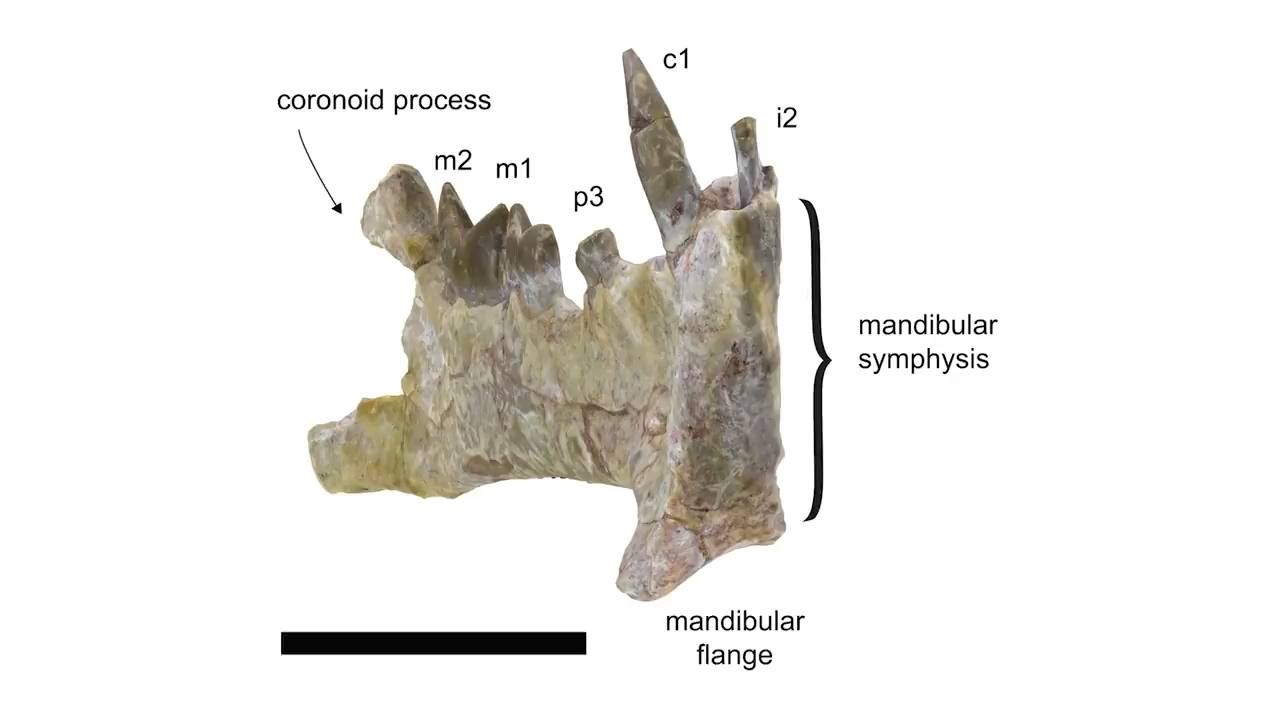 c1
coronoid process
i2
m2
m1
p3
mandibular
symphysis
mandibular
flange